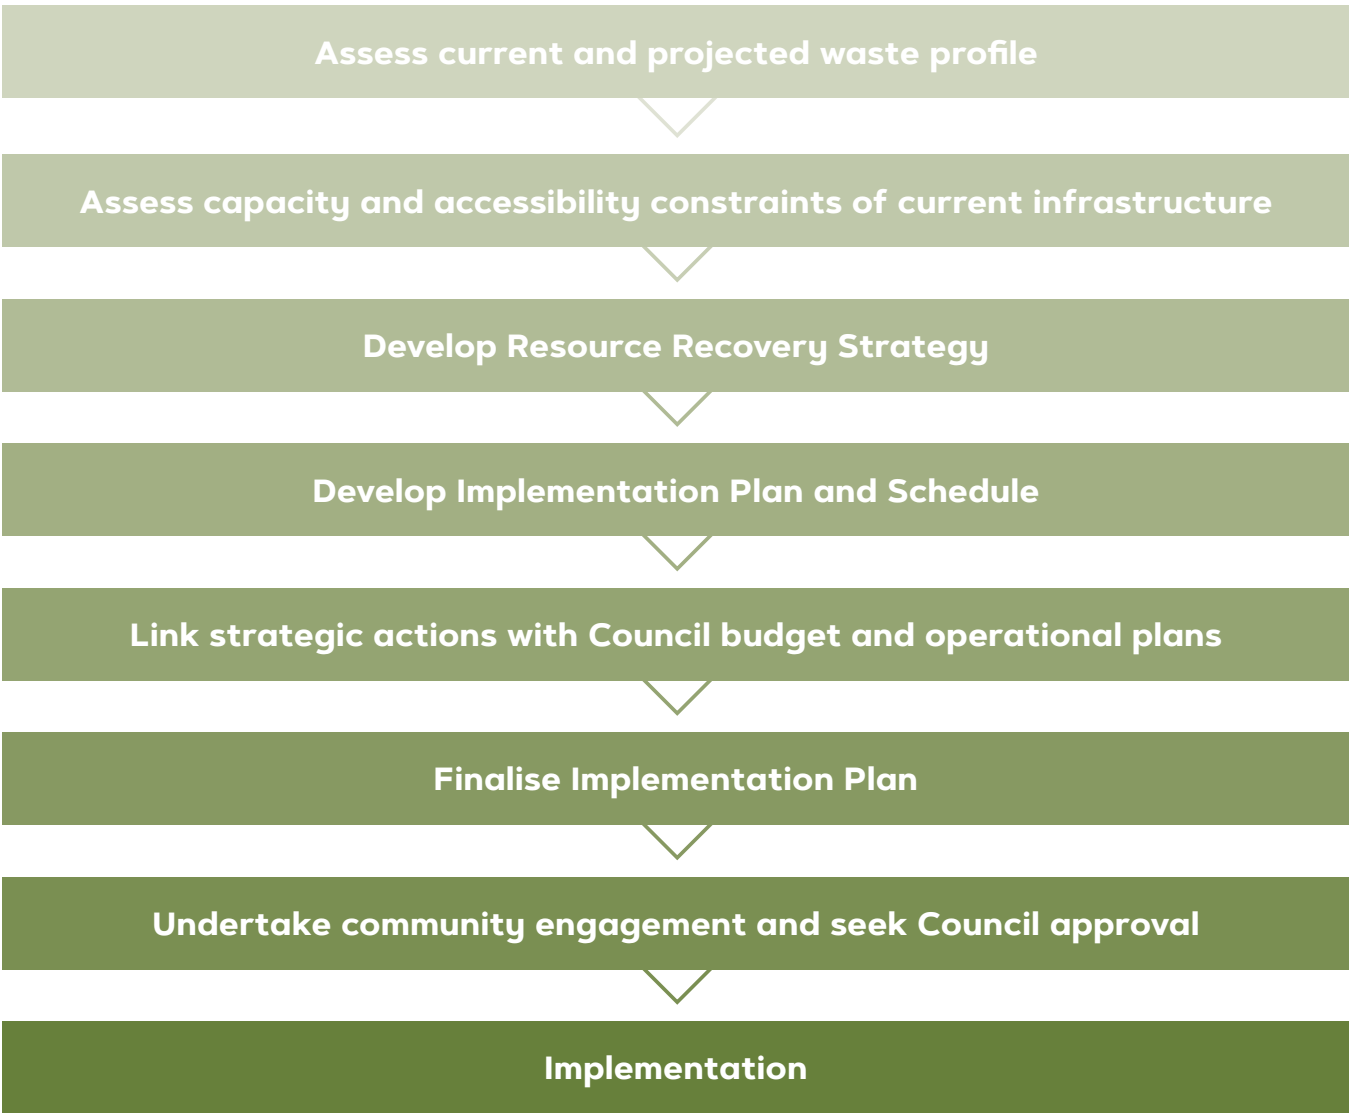 Assess current and projected waste profile
Assess capacity and accessibility constraints of current infrastructure
Develop Resource Recovery Strategy
Develop Implementation Plan and Schedule
Link strategic actions with Council budget and operational plans
Finalise Implementation Plan
Undertake community engagement and seek Council approval
Implementation